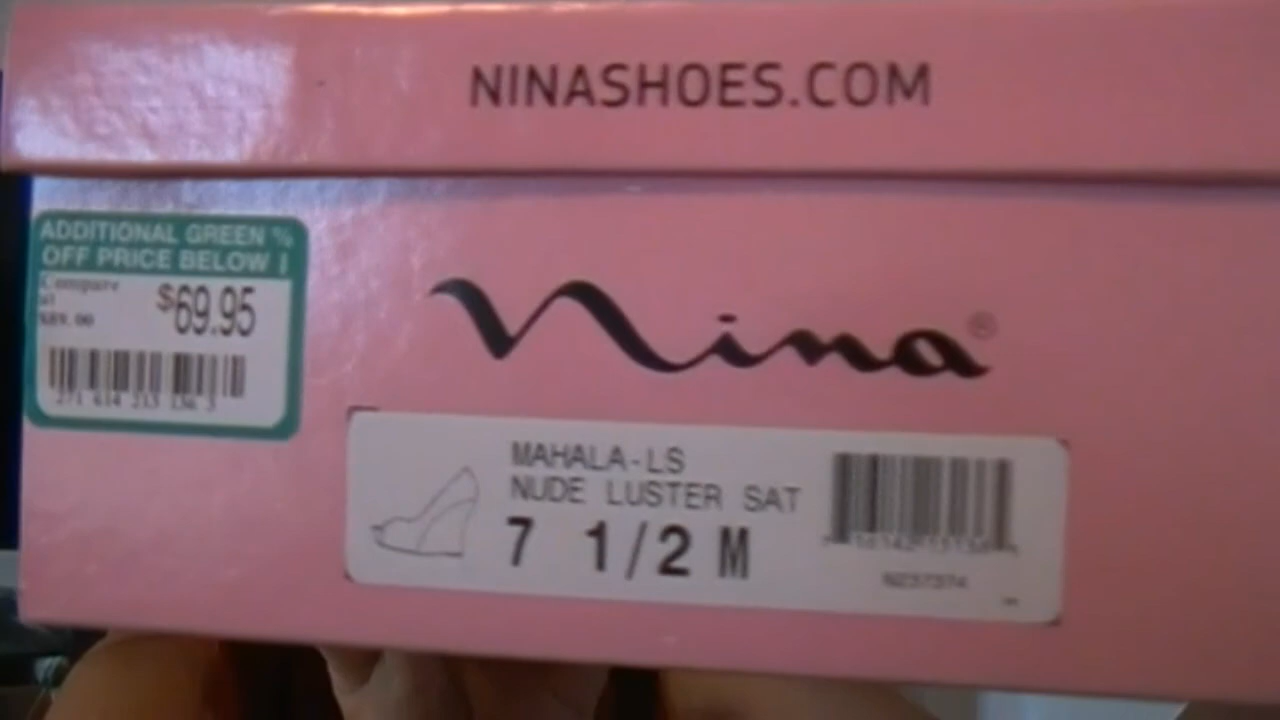 NINASHOES.COM
ADDITIONAL GREEN %
OFF PRICE BELOW
Compare
at
$69.95
nina®
MAHALA-LS
NUDE LUSTER SAT
7 1/2 M